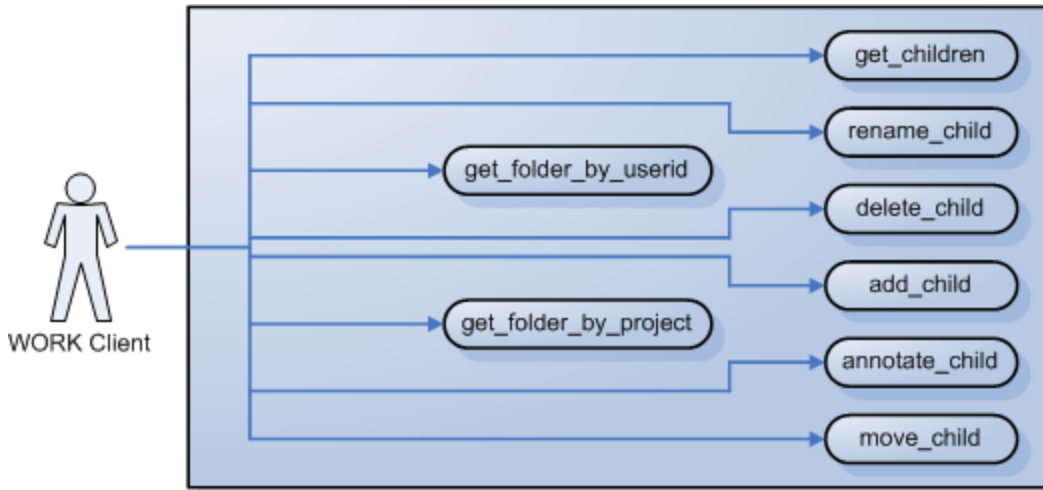 get_children
rename_child
get_folder_by_userid
delete_child
add_child
get_folder_by_project
WORK Client
annotate_child
move_child